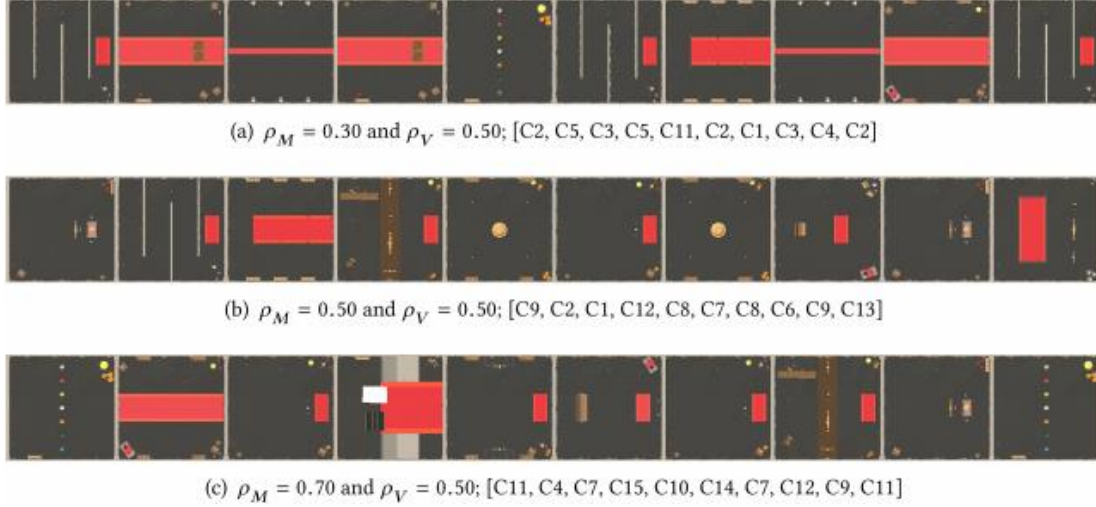 (a) ρ_M = 0.30 and ρ_V = 0.50; [C2, C5, C3, C5, C11, C2, C1, C3, C4, C2]
(b) ρ_M = 0.50 and ρ_V = 0.50; [C9, C2, C1, C12, C8, C7, C8, C6, C9, C13]
(c) ρ_M = 0.70 and ρ_V = 0.50; [C11, C4, C7, C15, C10, C14, C7, C12, C9, C11]